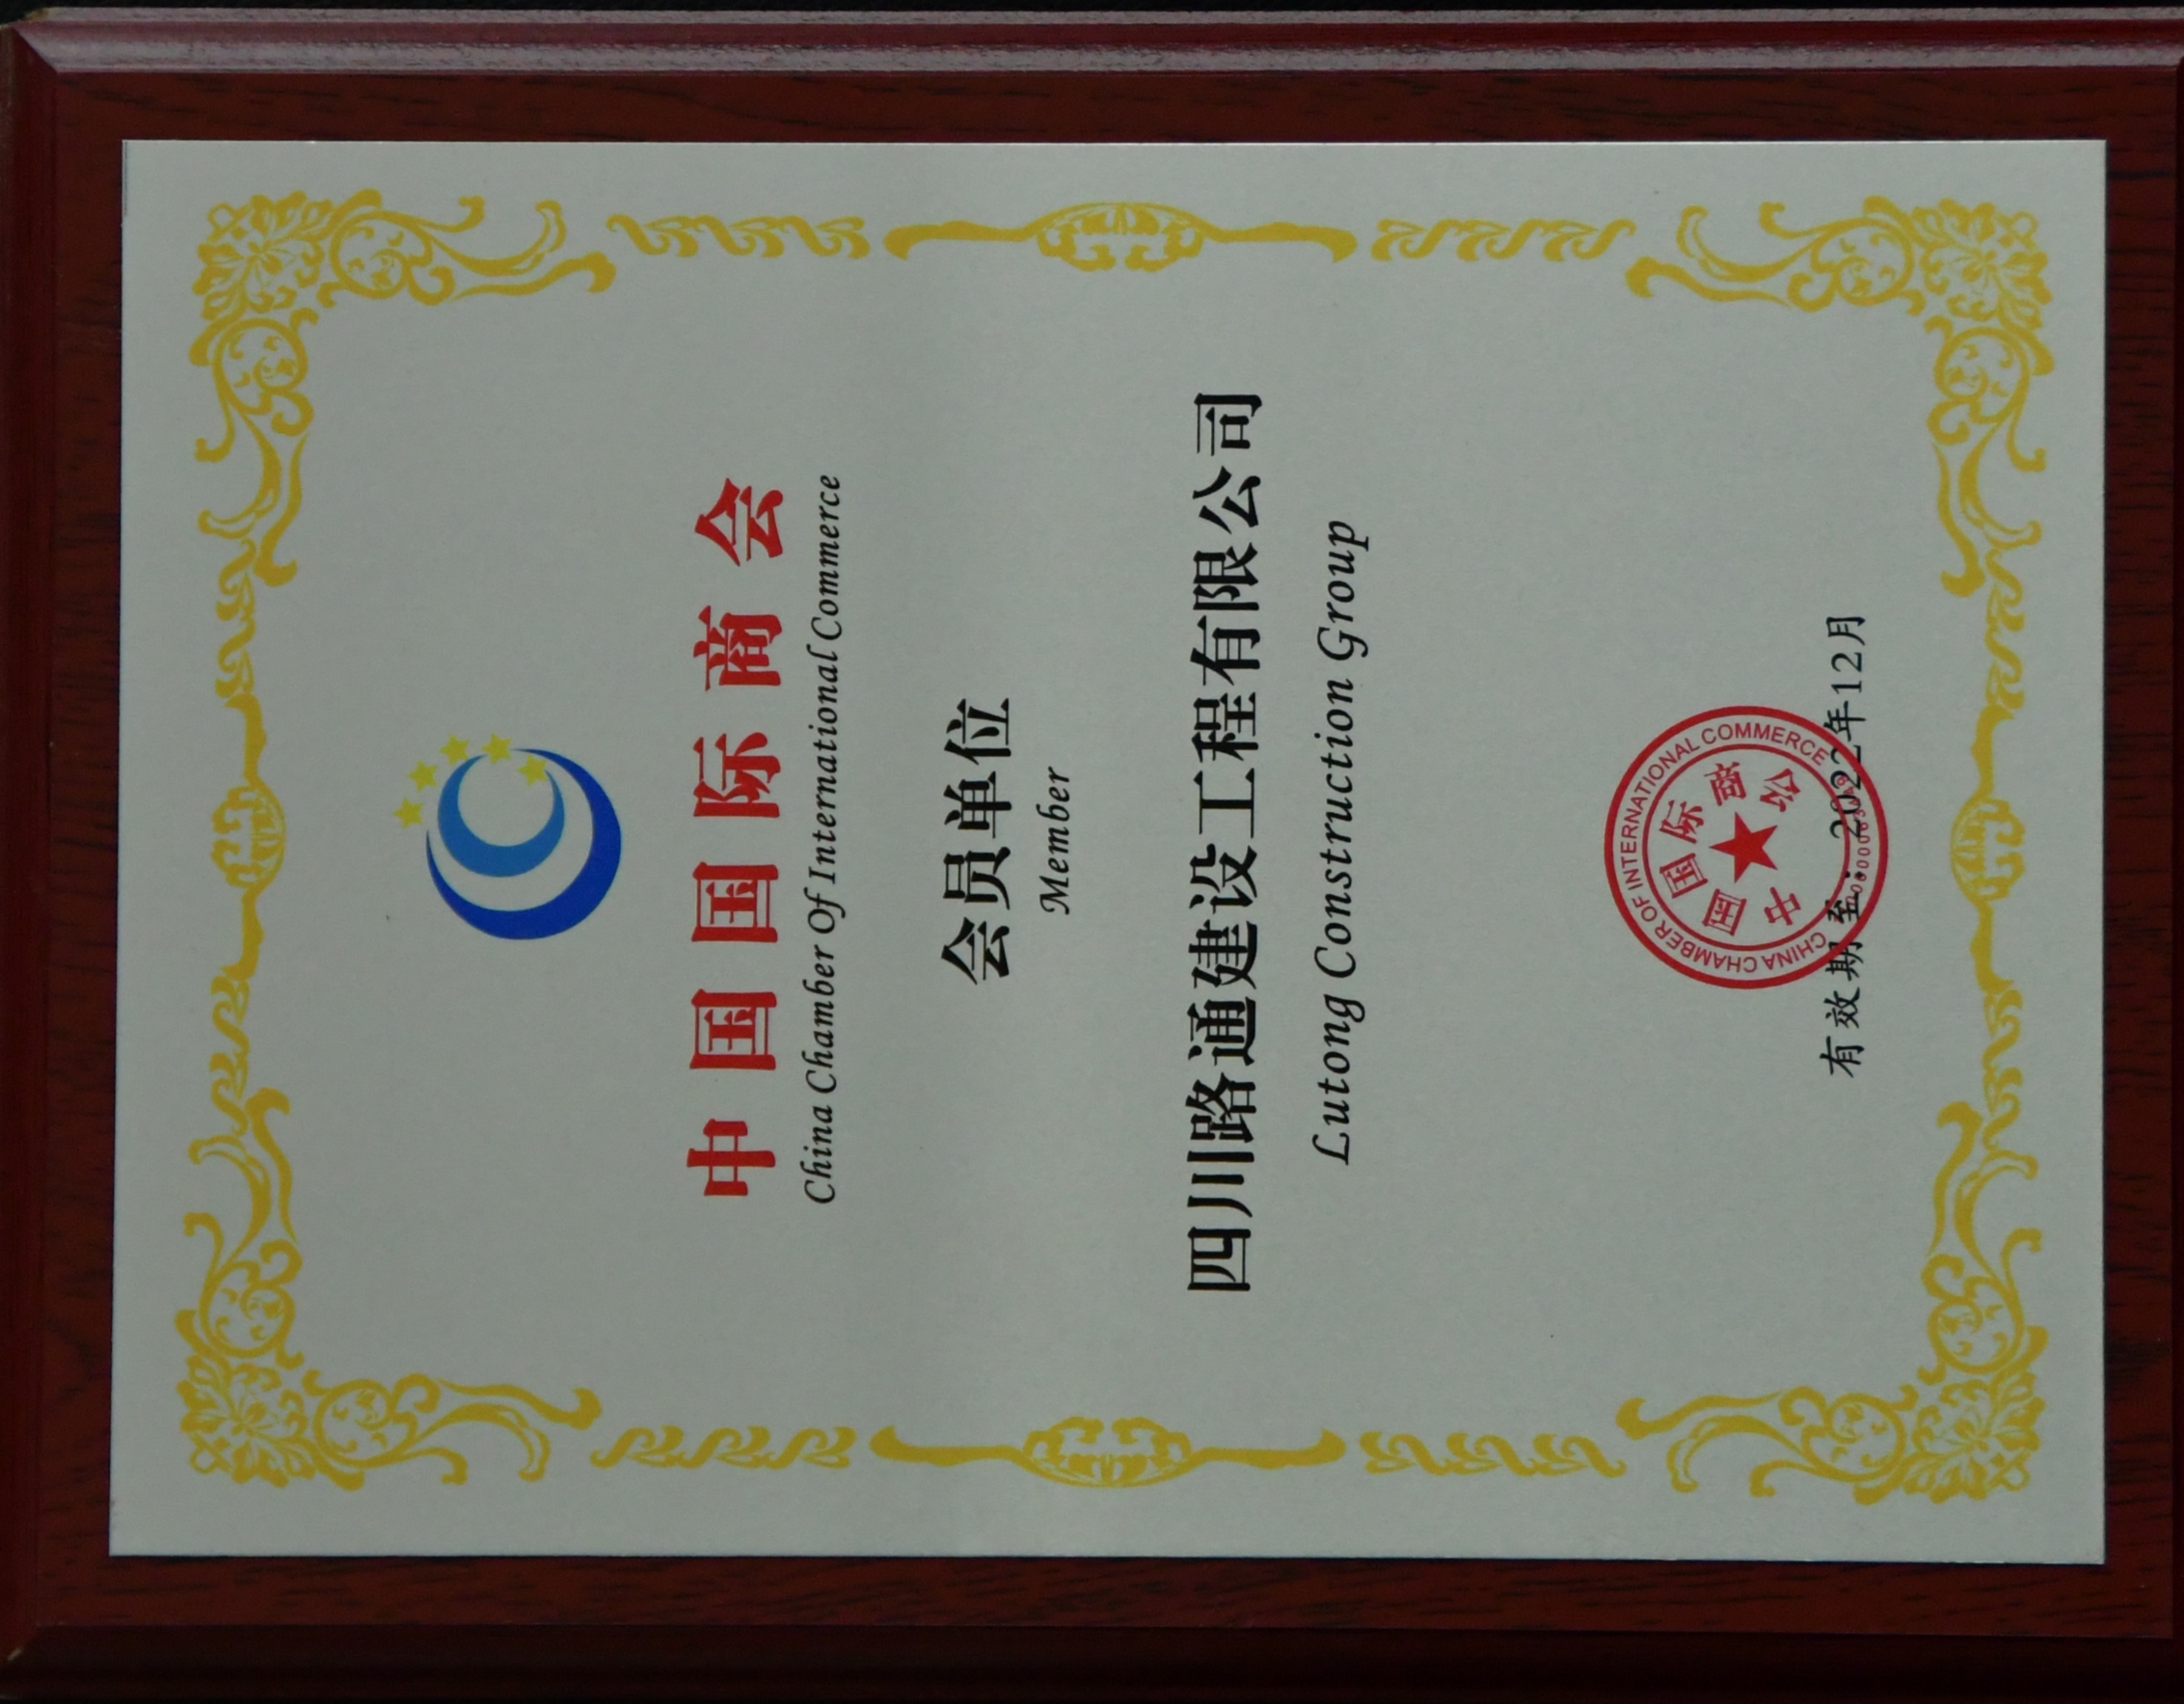 中国国际商会
China Chamber Of International Commerce
会员单位
Member
四川路通建设工程有限公司
Lutong Construction Group
CHINA CHAMBER OF INTERNATIONAL COMMERCE
中国国际商会
有效期至：2022年12月